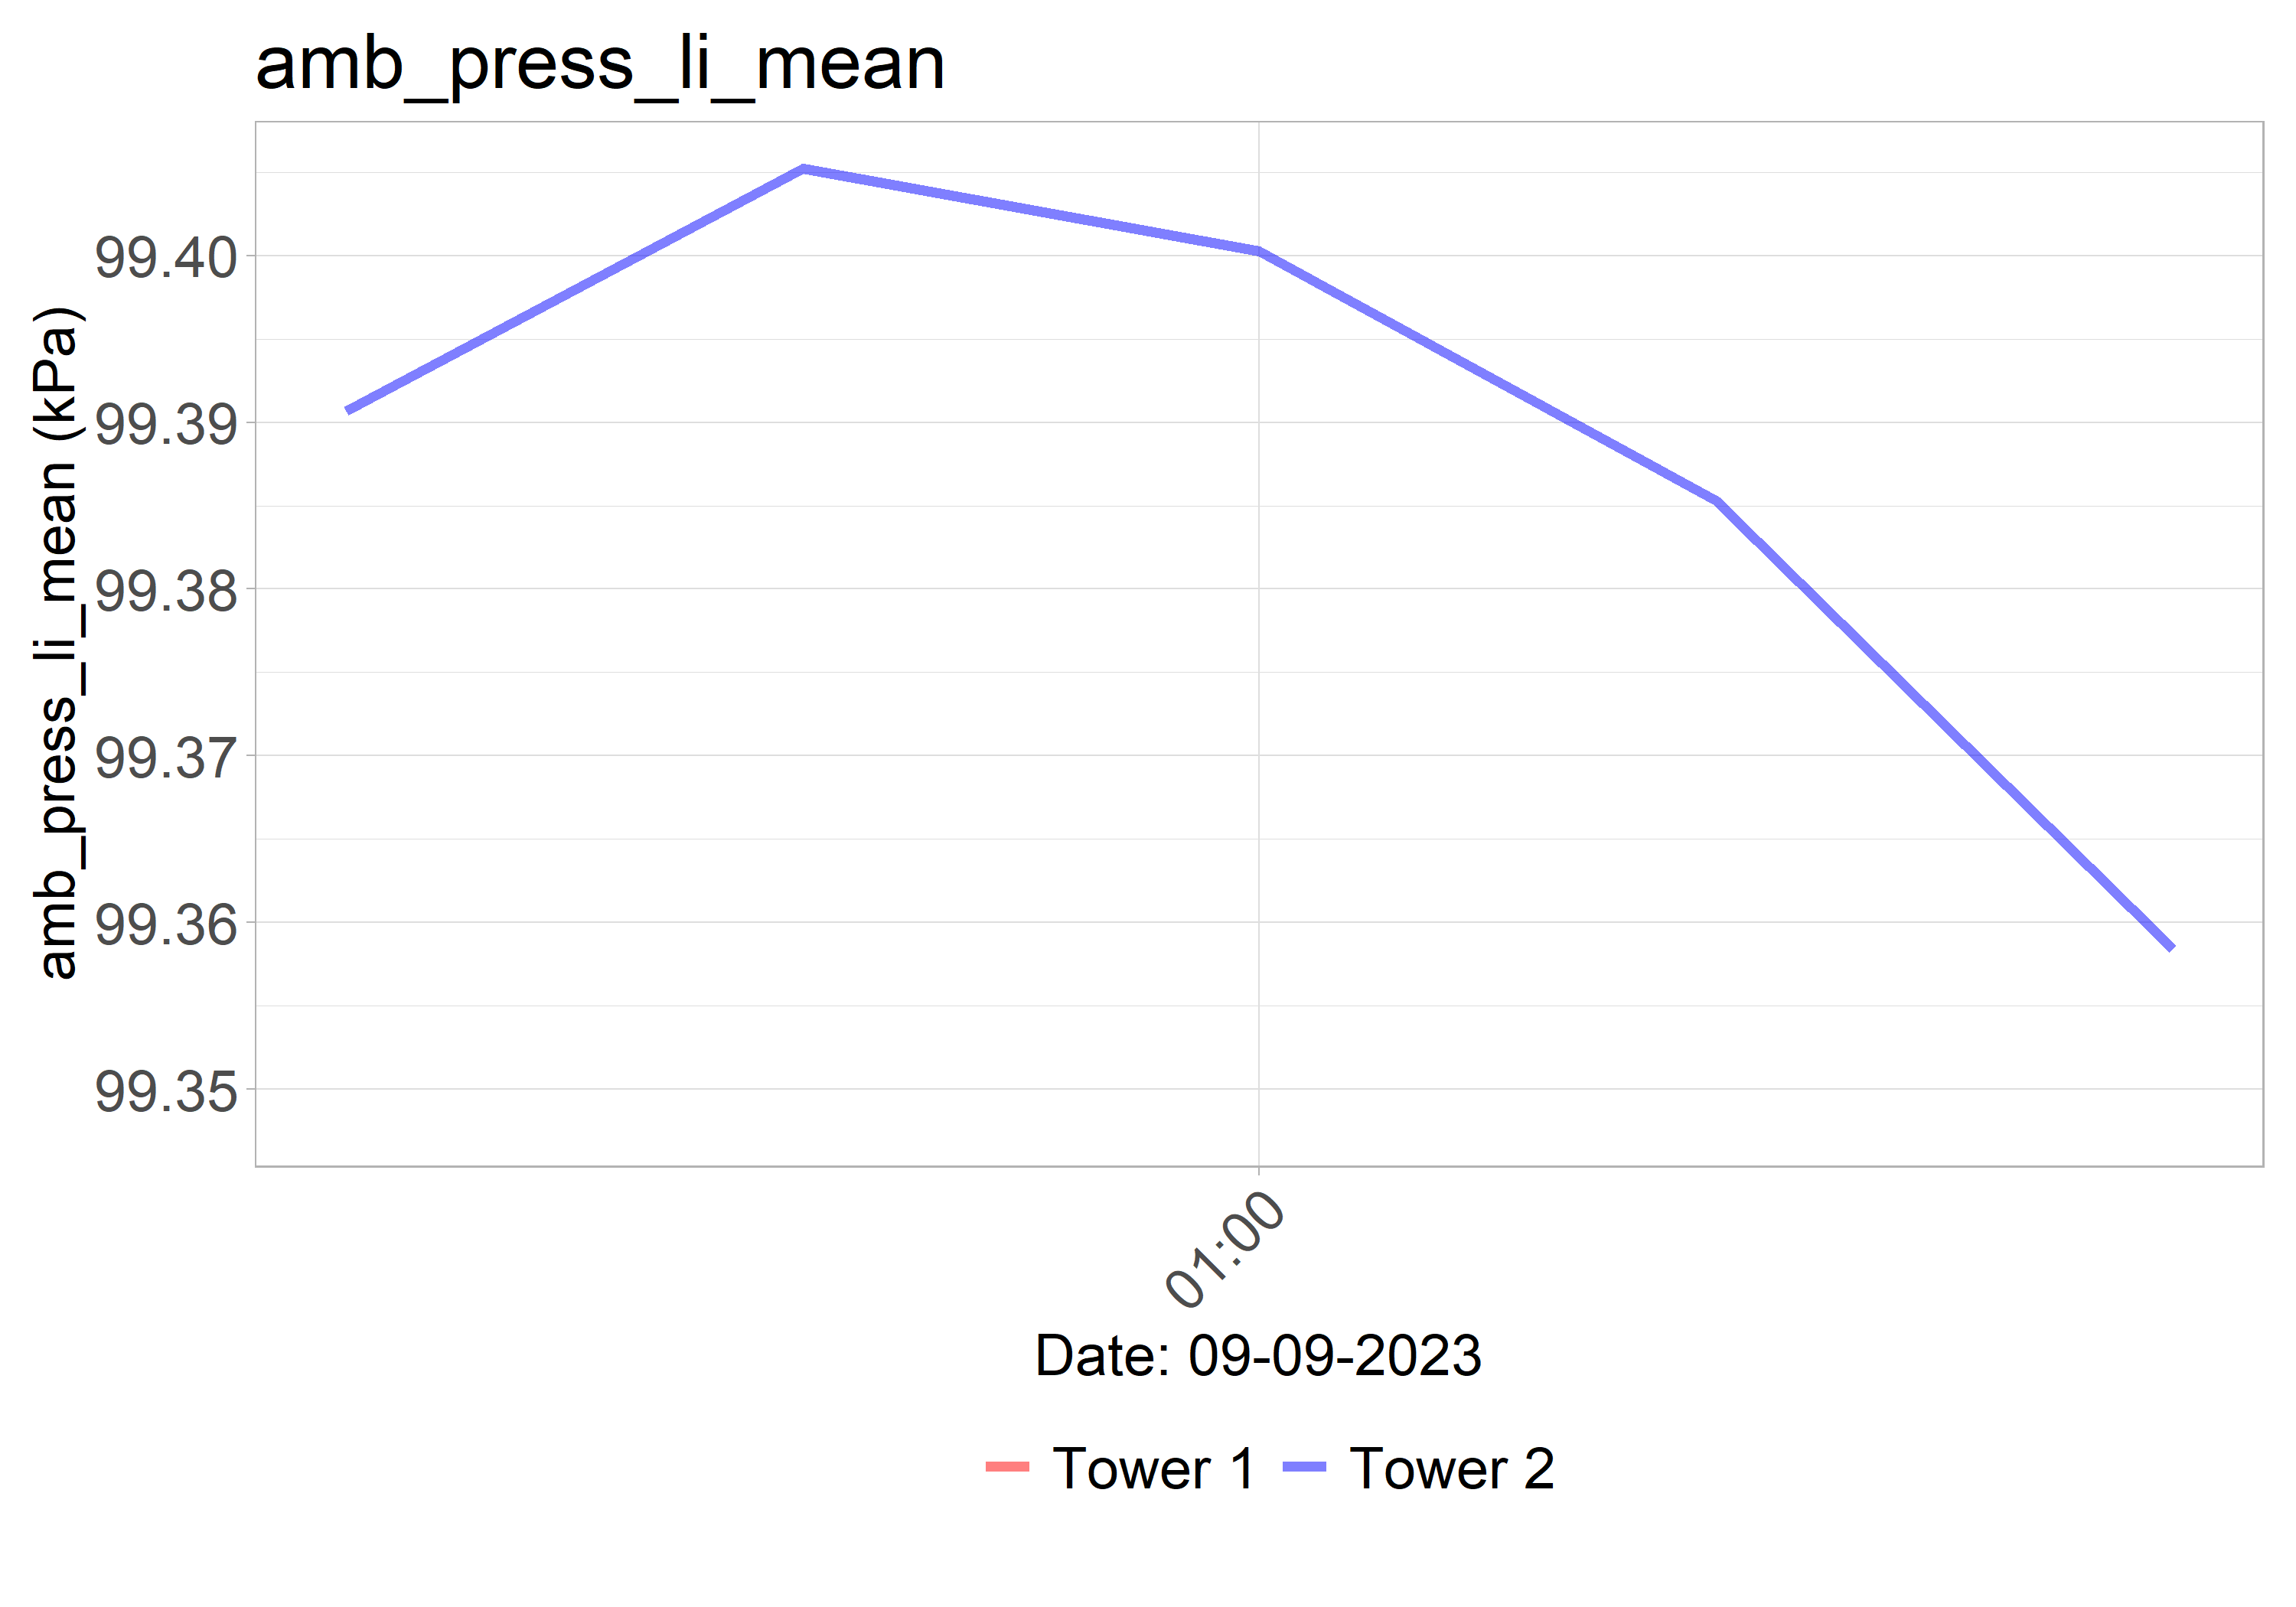 amb_press_li_mean
amb_press_li_mean (kPa)
99.40
99.39
99.38
99.37
99.36
99.35
01:00
Date: 09-09-2023
Tower 1 Tower 2